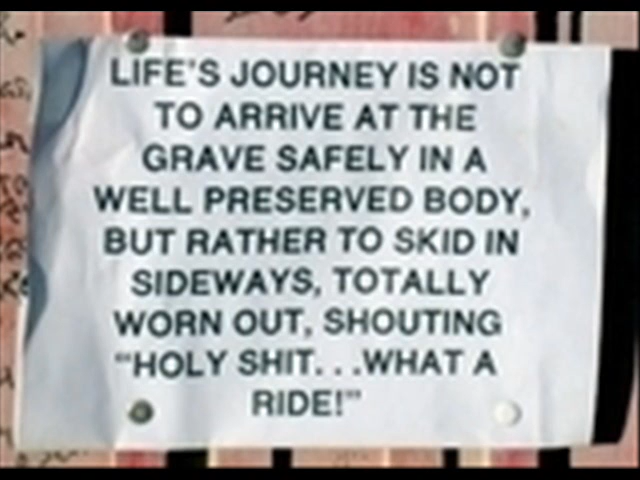 LIFE'S JOURNEY IS NOT
TO ARRIVE AT THE
GRAVE SAFELY IN A
WELL PRESERVED BODY,
BUT RATHER TO SKID IN
SIDEWAYS, TOTALLY
WORN OUT, SHOUTING
"HOLY SHIT...WHAT A
RIDE!"